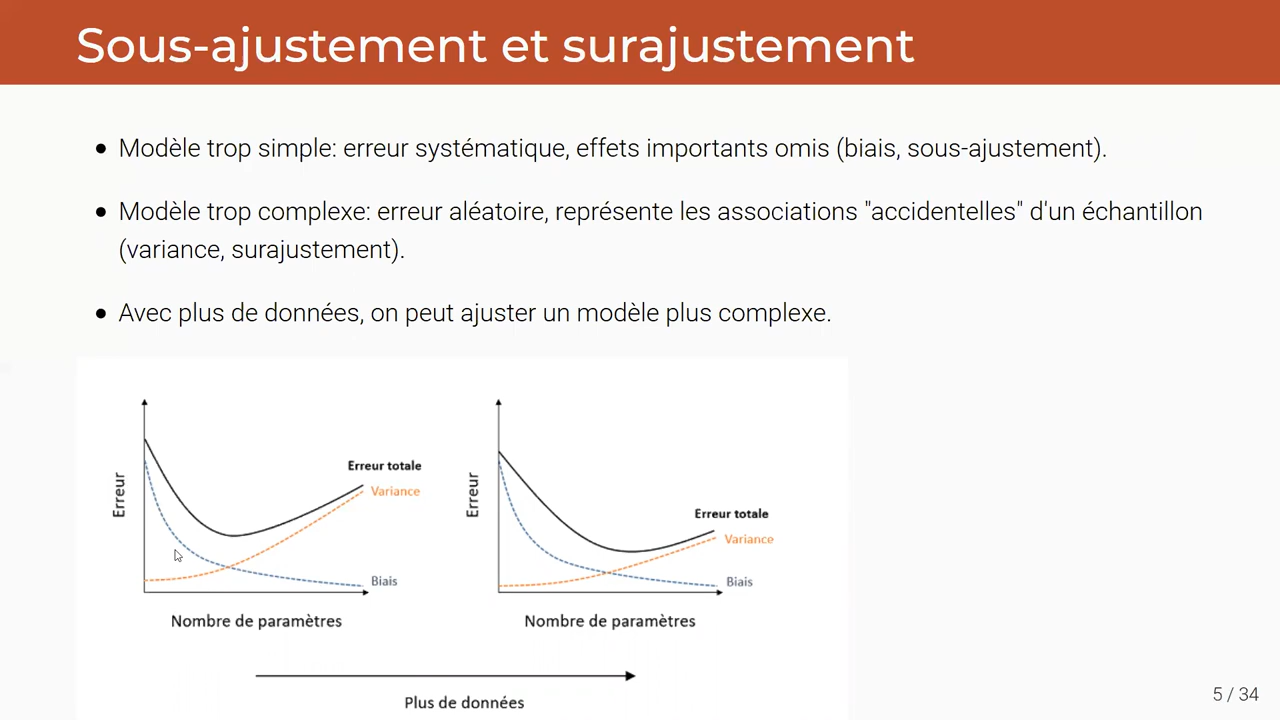 Sous-ajustement et surajustement
• Modèle trop simple: erreur systématique, effets importants omis (biais, sous-ajustement).
• Modèle trop complexe: erreur aléatoire, représente les associations "accidentelles" d'un échantillon
(variance, surajustement).
• Avec plus de données, on peut ajuster un modèle plus complexe.
Erreur
Erreur totale
Variance
Biais
Nombre de paramètres
Erreur
Erreur totale
Variance
Biais
Nombre de paramètres
Plus de données
5 / 34